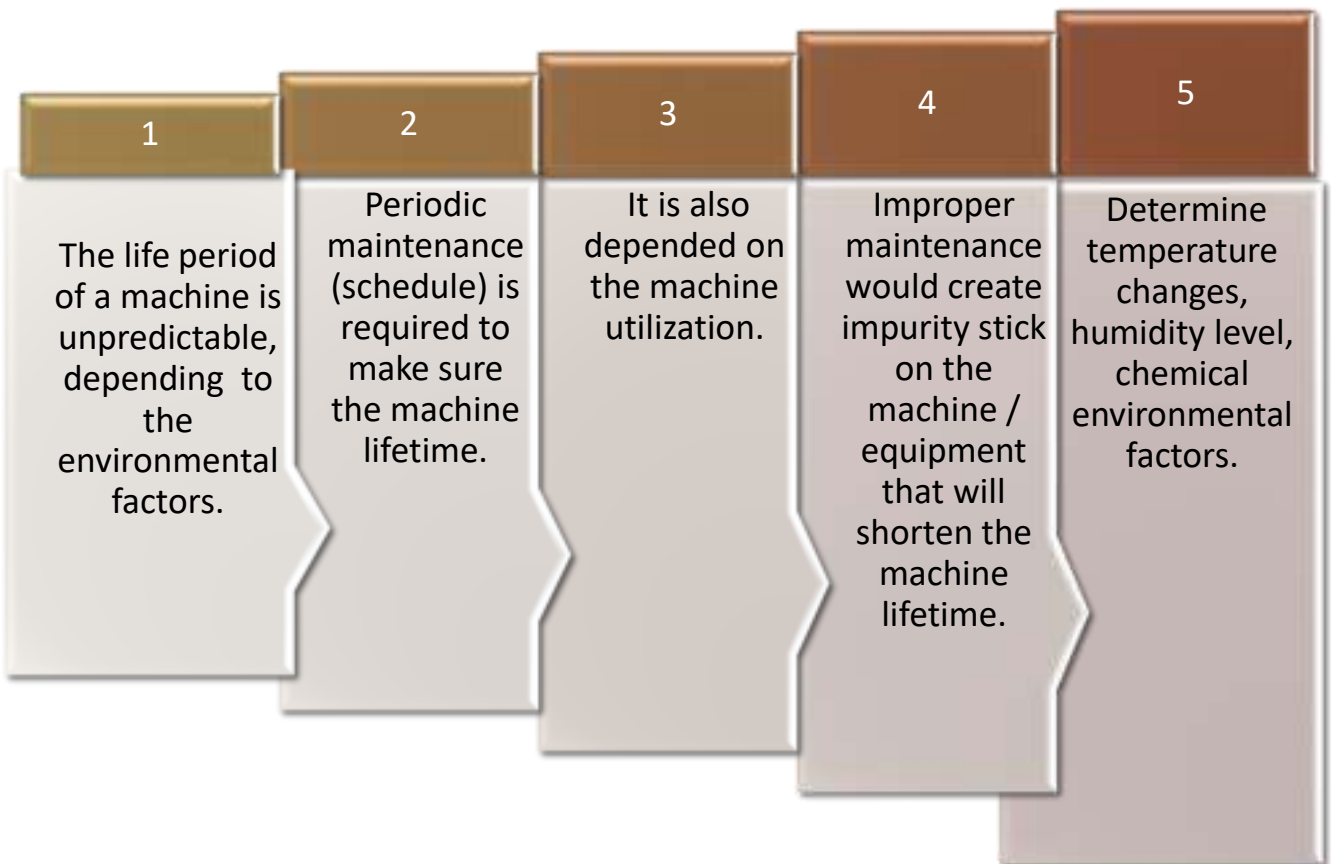 1
The life period
of a machine is
unpredictable,
depending  to
the
environmental
factors.
2
Periodic
maintenance
(schedule) is
required to
make sure
the machine
lifetime.
3
It is also
depended on
the machine
utilization.
4
Improper
maintenance
would create
impurity stick
on the
machine /
equipment
that will
shorten the
machine
lifetime.
5
Determine
temperature
changes,
humidity level,
chemical
environmental
factors.